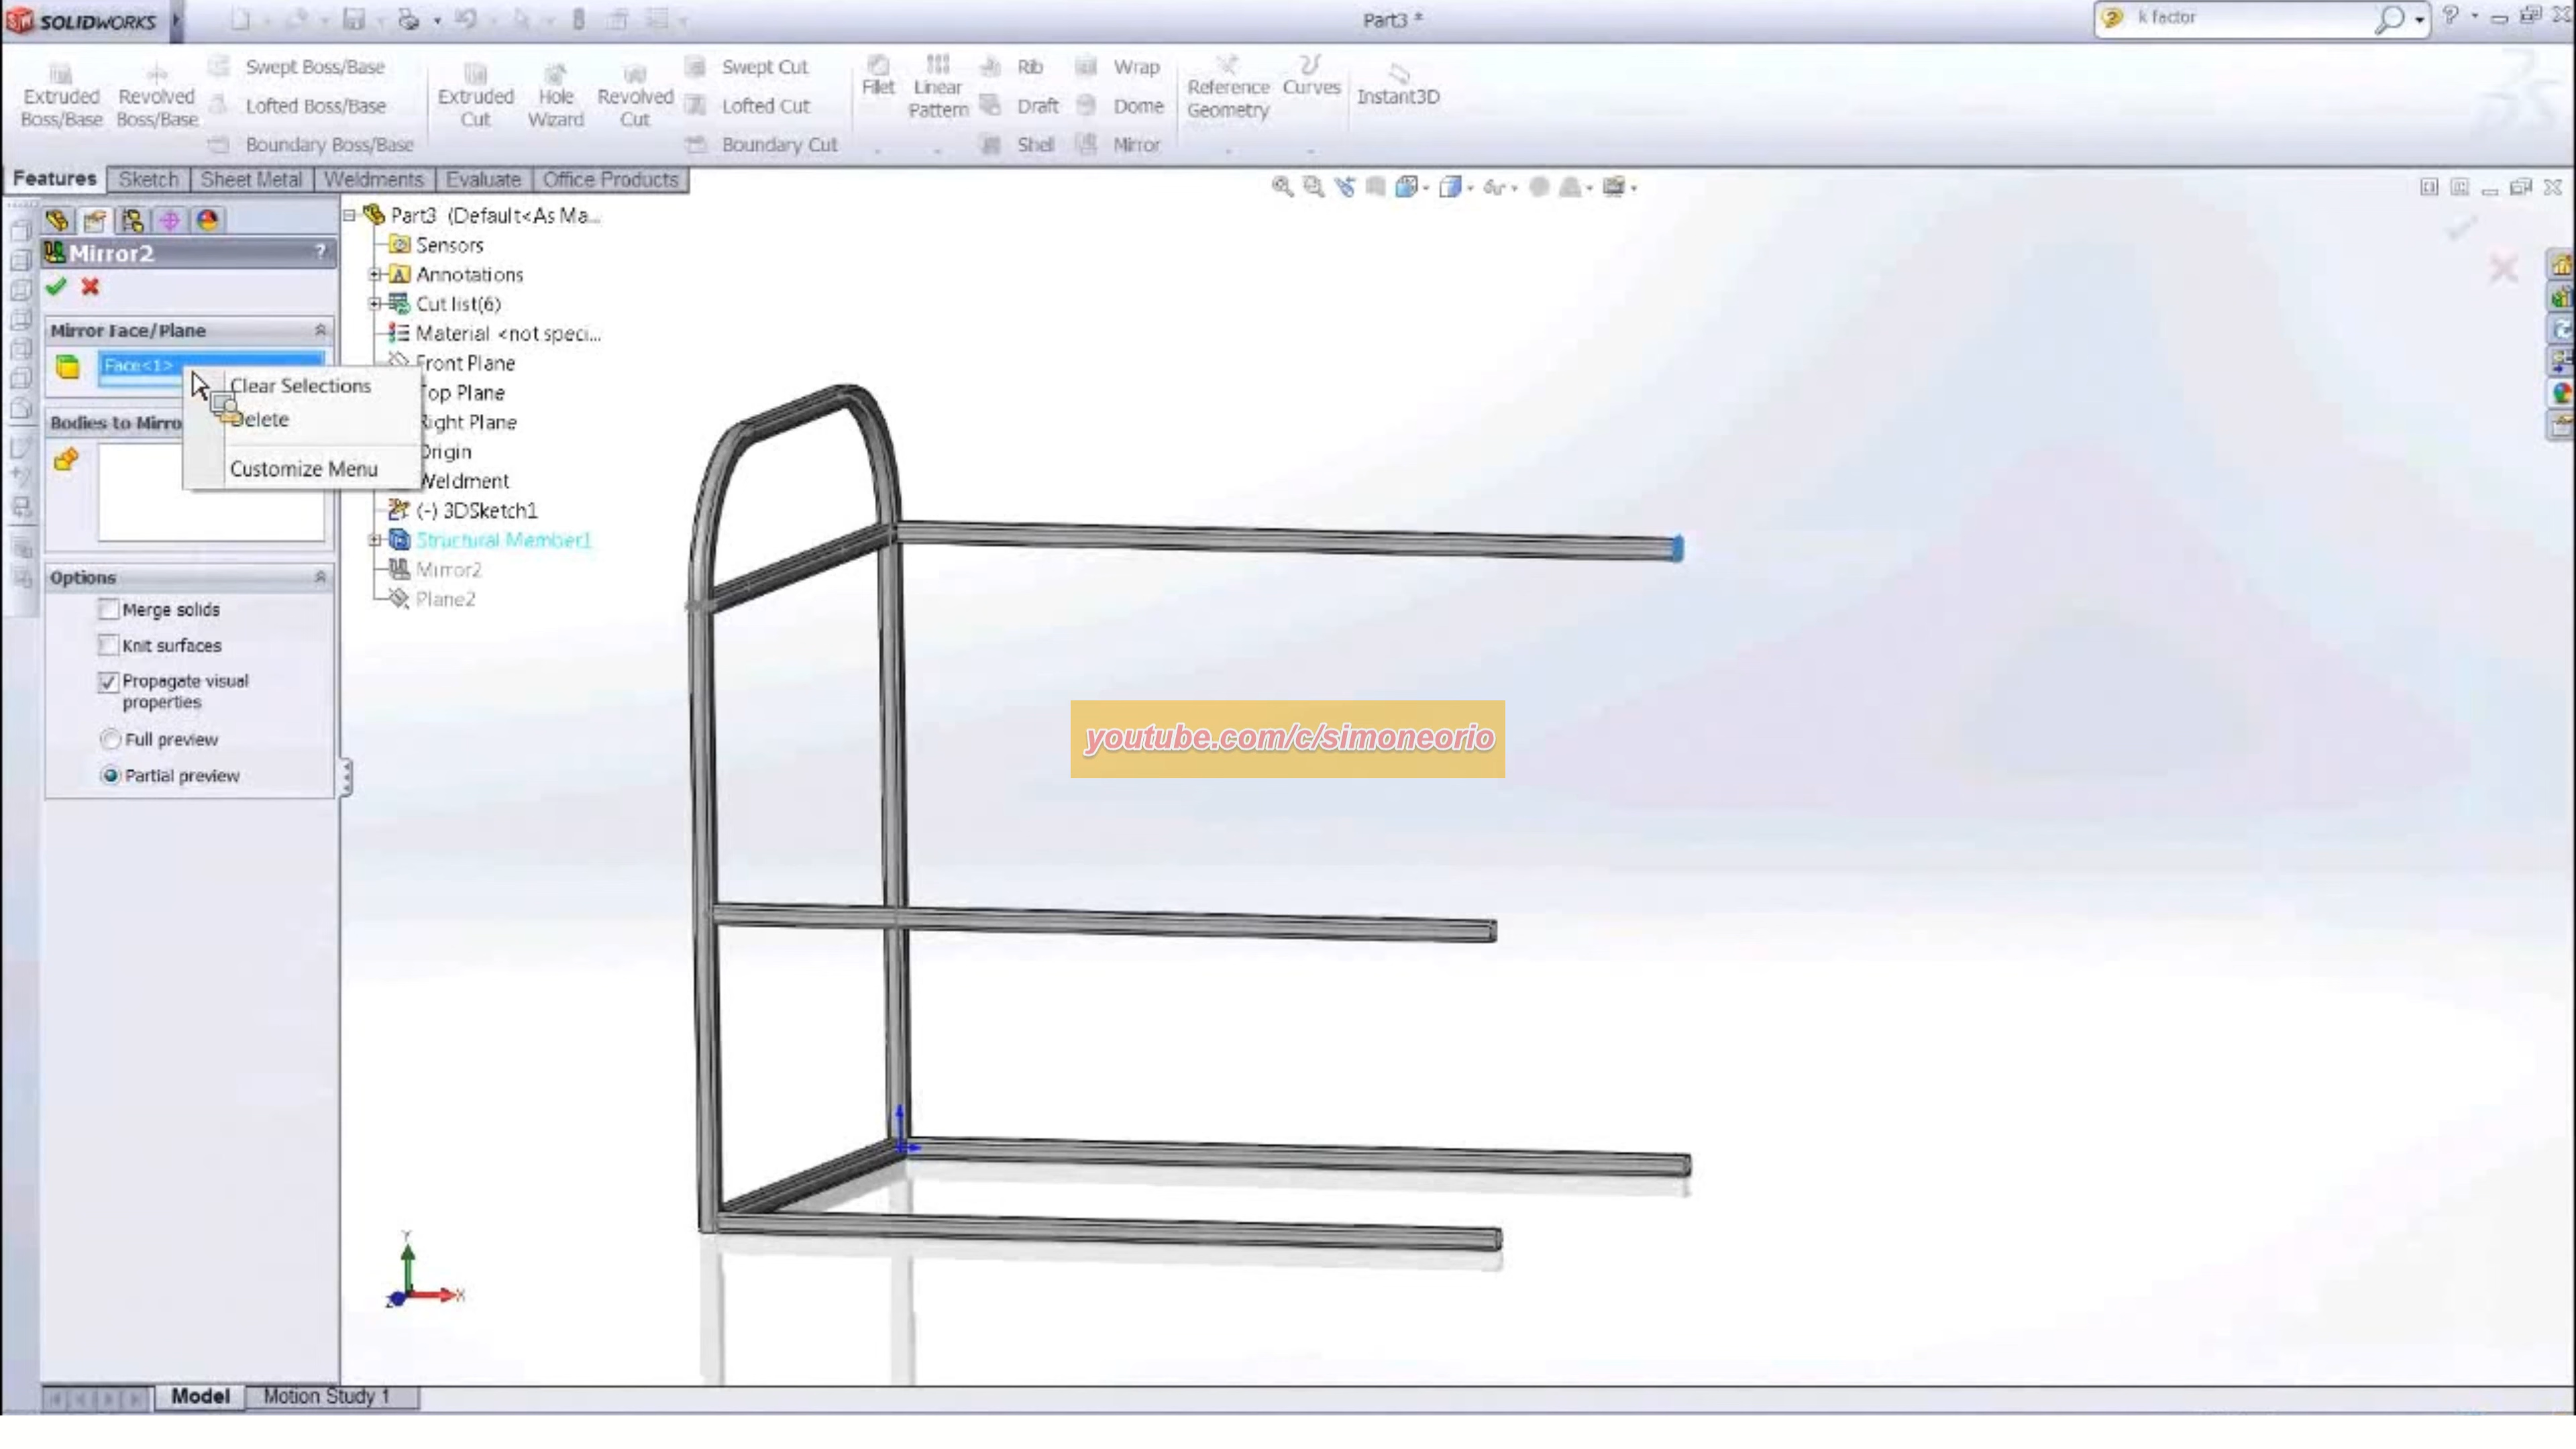 SOLIDWORKS
Part3 *
k factor
?
Extruded Boss/Base
Revolved Boss/Base
Swept Boss/Base
Lofted Boss/Base
Boundary Boss/Base
Extruded Cut
Hole Wizard
Revolved Cut
Swept Cut
Lofted Cut
Boundary Cut
Fillet
Linear Pattern
Rib
Draft
Shell
Wrap
Dome
Mirror
Reference Geometry
Curves
Instant3D
Features
Sketch
Sheet Metal
Weldments
Evaluate
Office Products
Mirror2
?
Mirror Face/Plane
Face<1>
Clear Selections
Delete
Customize Menu
Bodies to Mirro
Options
Merge solids
Knit surfaces
Propagate visual
properties
Full preview
Partial preview
Part3 (Default<As Ma...
Sensors
Annotations
Cut list(6)
Material <not speci...
Front Plane
Top Plane
Right Plane
Origin
Weldment
(-) 3DSketch1
Structural Member1
Mirror2
Plane2
youtube.com/c/simoneorio
Y
X
Z
Model
Motion Study 1